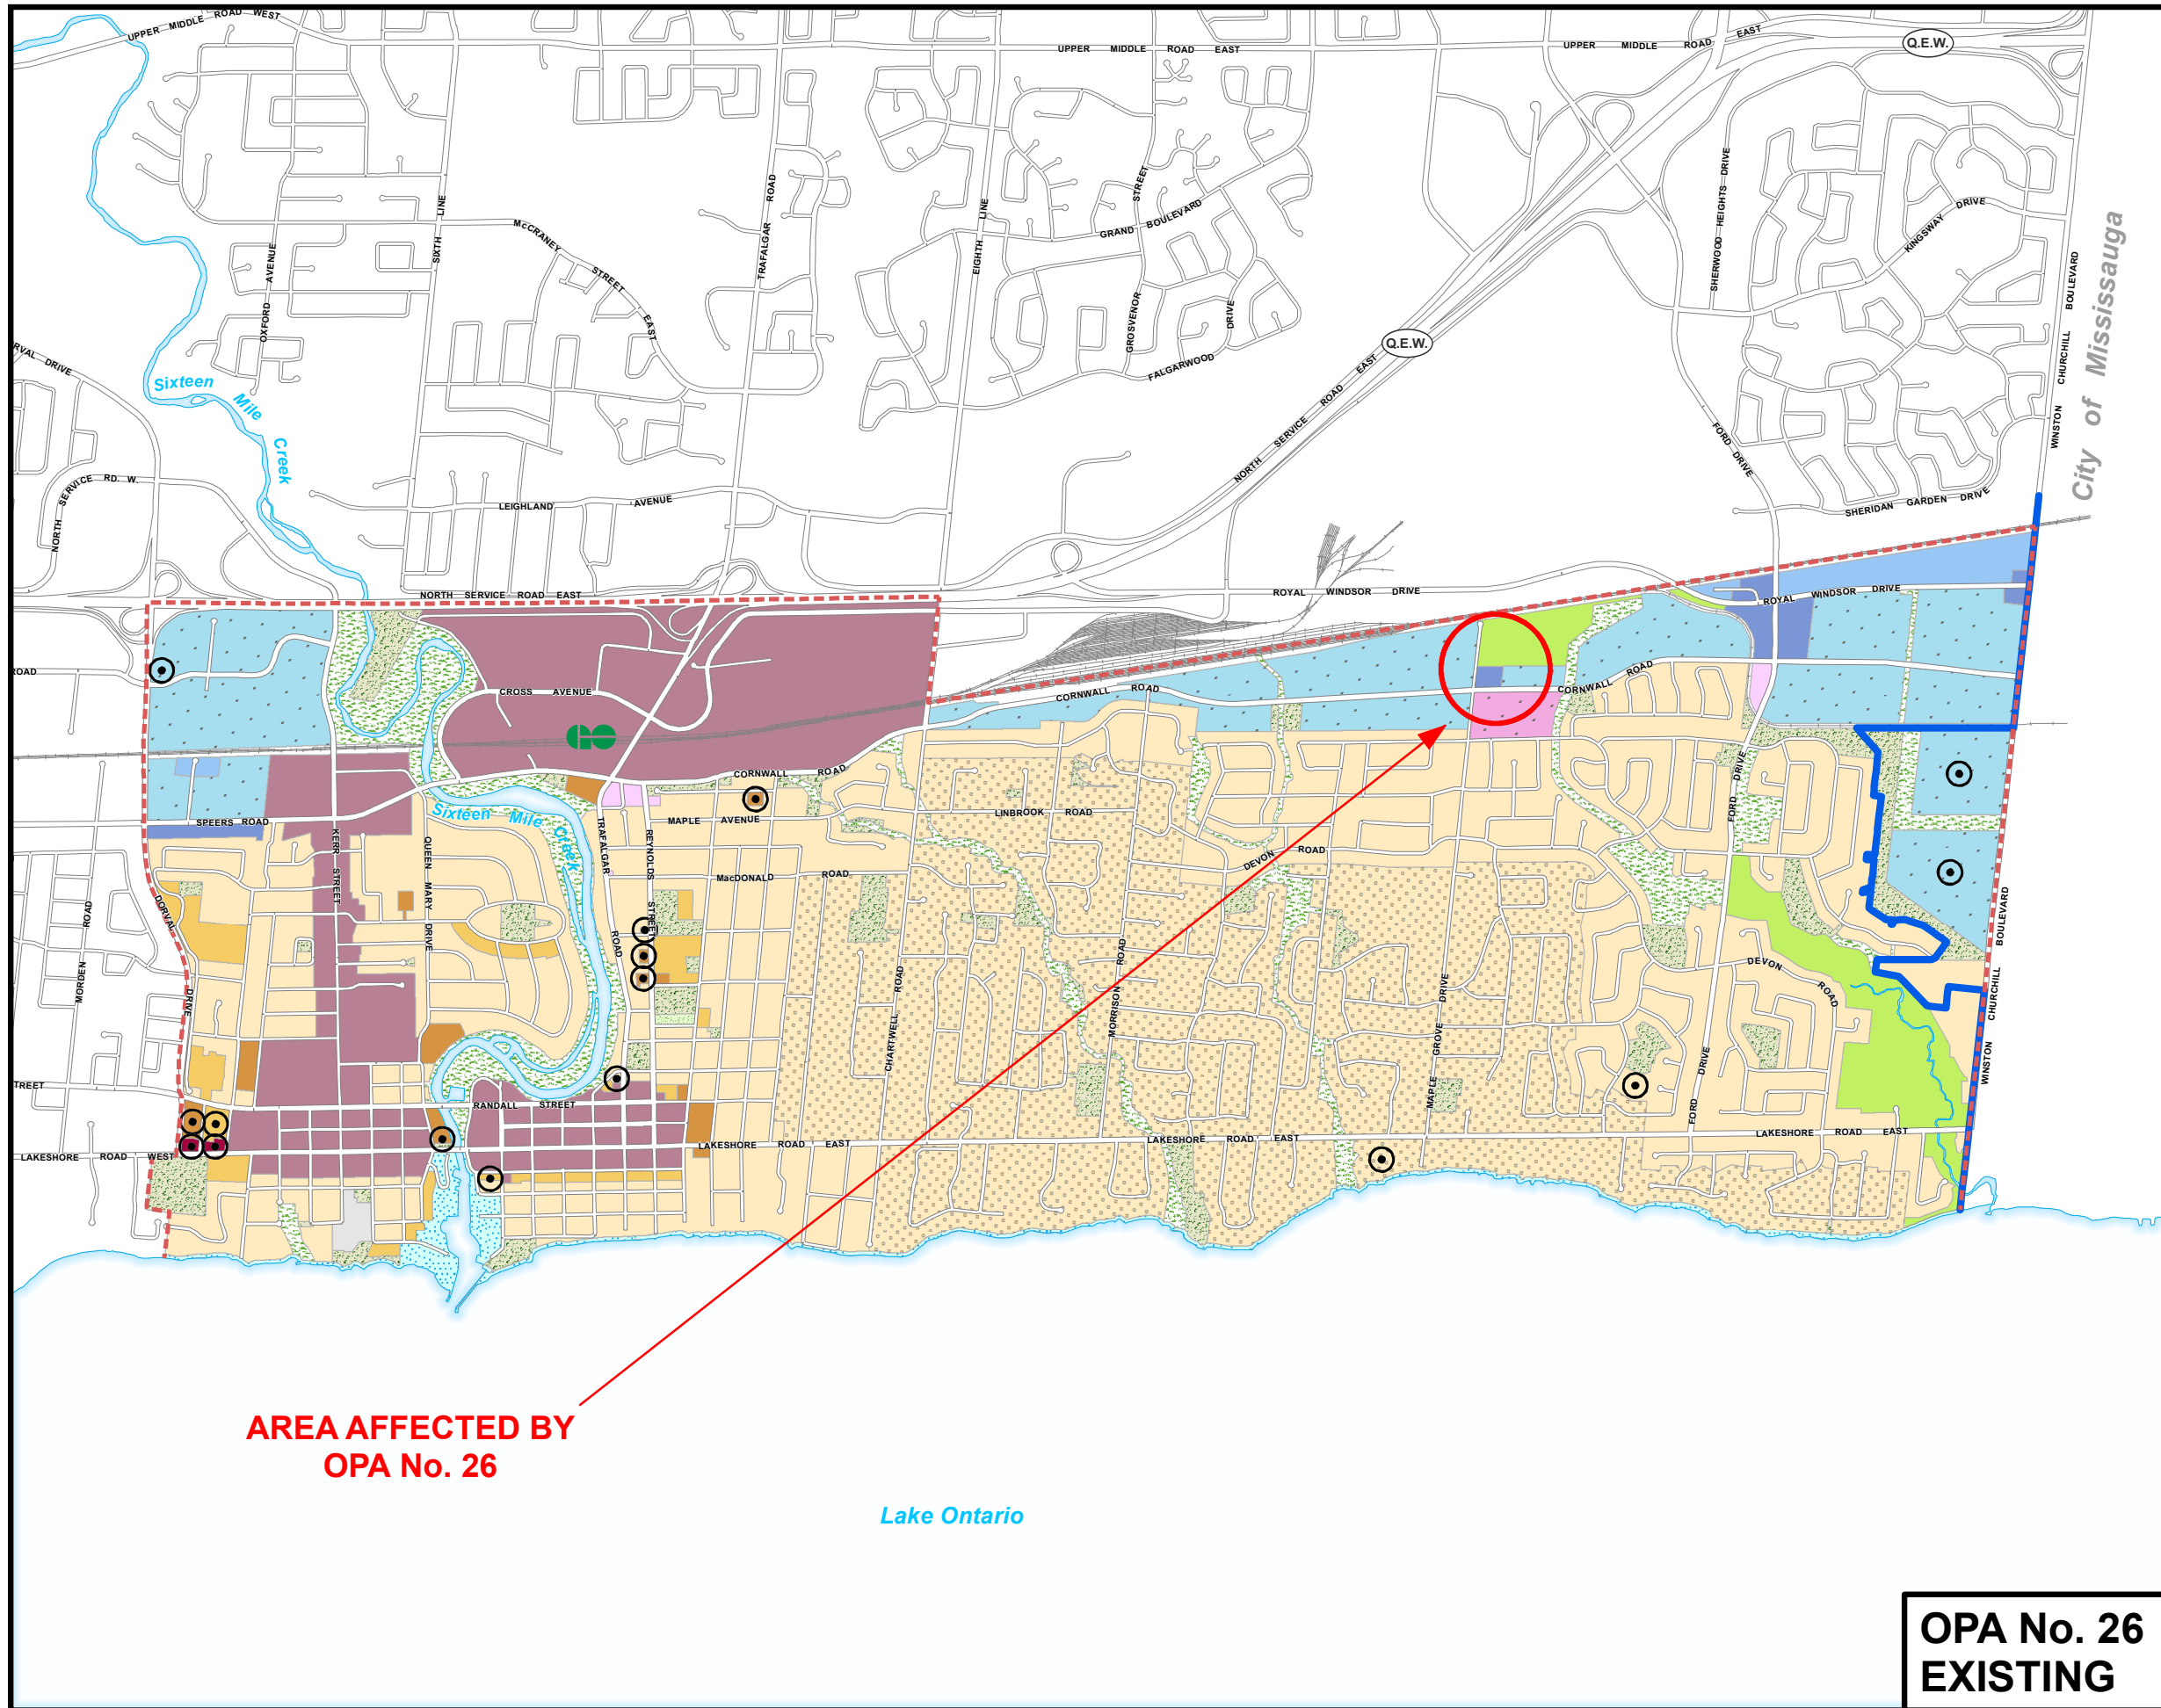 UPPER MIDDLE ROAD WEST
UPPER MIDDLE ROAD EAST
UPPER MIDDLE ROAD EAST
Q.E.W.
OXFORD AVENUE
SIXTH LINE
McCRANEY STREET EAST
TRAFALGAR ROAD
EIGHTH LINE
GRAND BOULEVARD
GROSVENOR STREET
FALGARWOOD DRIVE
SHERWOOD HEIGHTS DRIVE
KINGSWAY DRIVE
WINSTON CHURCHILL BOULEVARD
City of Mississauga
RVAL DRIVE
Sixteen Mile Creek
Q.E.W.
NORTH SERVICE ROAD EAST
FORD DRIVE
NORTH SERVICE RD. W.
LEIGHLAND AVENUE
SHERIDAN GARDEN DRIVE
NORTH SERVICE ROAD EAST
ROYAL WINDSOR DRIVE
ROYAL WINDSOR DRIVE
ROAD
CROSS AVENUE
GO
CORNWALL ROAD
CORNWALL ROAD
CORNWALL ROAD
SPEERS ROAD
Sixteen Mile Creek
MAPLE AVENUE
LINBROOK ROAD
KERR STREET
QUEEN MARY DRIVE
TRAFALGAR ROAD
REYNOLDS STREET
MacDONALD ROAD
DEVON ROAD
FORD DRIVE
MORDEN ROAD
DORVAL DRIVE
CHARTWELL ROAD
MORRISON ROAD
MAPLE GROVE DRIVE
DEVON ROAD
FORD DRIVE
WINSTON CHURCHILL BOULEVARD
TREET
RANDALL STREET
LAKESHORE ROAD WEST
LAKESHORE ROAD EAST
LAKESHORE ROAD EAST
LAKESHORE ROAD EAST
AREA AFFECTED BY
OPA No. 26
Lake Ontario
OPA No. 26
EXISTING